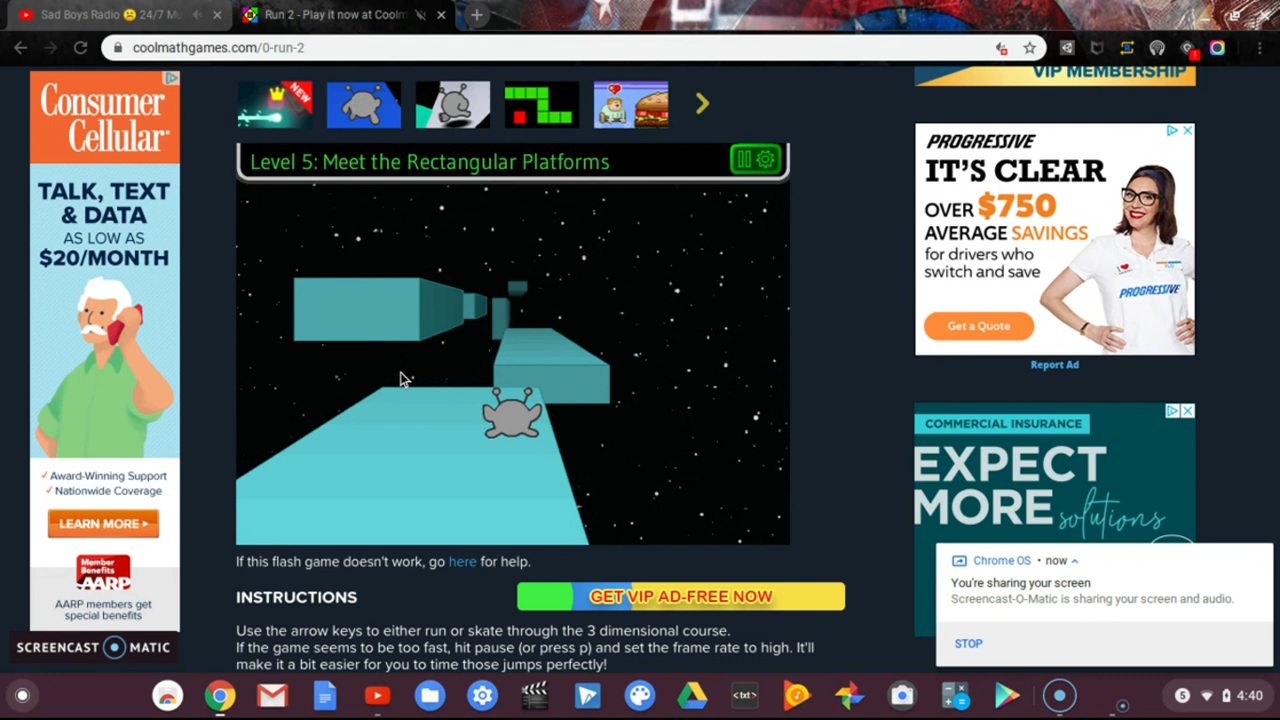 Sad Boys Radio 24/7 Mu
Run 2 - Play it now at Coolm
coolmathgames.com/0-run-2
Consumer
Cellular
TALK, TEXT
& DATA
AS LOW AS
$20/MONTH
✓ Award-Winning Support
✓ Nationwide Coverage
LEARN MORE
Member
Benefits
AARP
AARP members get
special benefits
SCREENCAST MATIC
NEW
Level 5: Meet the Rectangular Platforms
If this flash game doesn't work, go here for help.
INSTRUCTIONS
GET VIP AD-FREE NOW
Use the arrow keys to either run or skate through the 3 dimensional course.
If the game seems to be too fast, hit pause (or press p) and set the frame rate to high. It'll
make it a bit easier for you to time those jumps perfectly!
VIP MEMBERSHIP
PROGRESSIVE
IT'S CLEAR
OVER $750
AVERAGE SAVINGS
for drivers who
switch and save
Get a Quote
PROGRESSIVE
Report Ad
COMMERCIAL INSURANCE
EXPECT
MORE solutions
Chrome OS • now
You're sharing your screen
Screencast-O-Matic is sharing your screen and audio.
STOP
<txt>
5
4:40